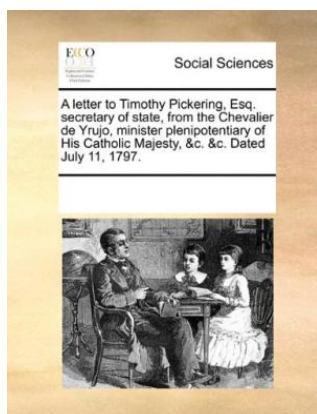 ECCO
Social Sciences
A letter to Timothy Pickering, Esq.
secretary of state, from the Chevalier
de Yrujo, minister plenipotentiary of
His Catholic Majesty, &c. &c. Dated
July 11, 1797.